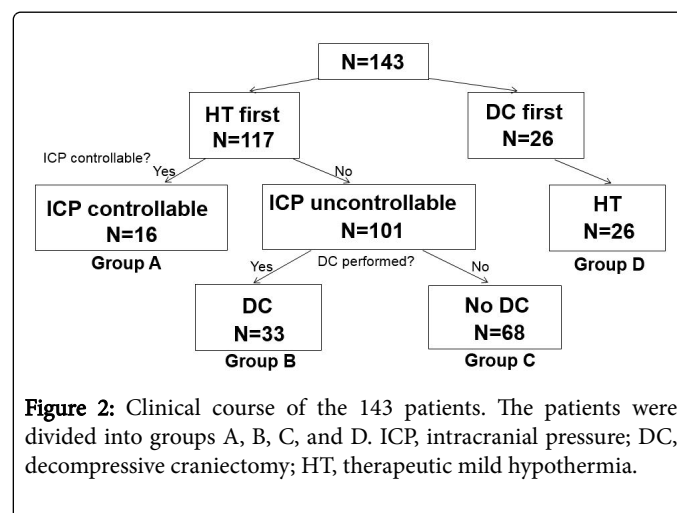 N=143
HT first
N=117
DC first
N=26
ICP controllable?
Yes
No
ICP controllable
N=16
Group A
ICP uncontrollable
N=101
HT
N=26
Group D
Yes
DC performed?
No
DC
N=33
Group B
No DC
N=68
Group C
Figure 2: Clinical course of the 143 patients. The patients were
divided into groups A, B, C, and D. ICP, intracranial pressure; DC,
decompressive craniectomy; HT, therapeutic mild hypothermia.